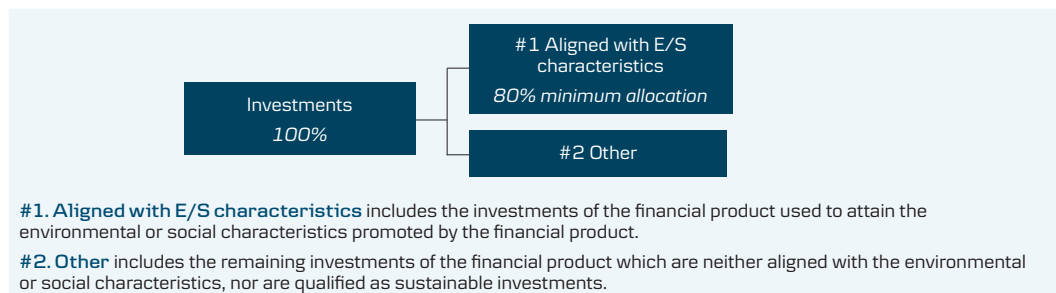 #1 Aligned with E/S
characteristics
80% minimum allocation
Investments
100%
#2 Other
#1. Aligned with E/S characteristics includes the investments of the financial product used to attain the
environmental or social characteristics promoted by the financial product.
#2. Other includes the remaining investments of the financial product which are neither aligned with the environmental
or social characteristics, nor are qualified as sustainable investments.